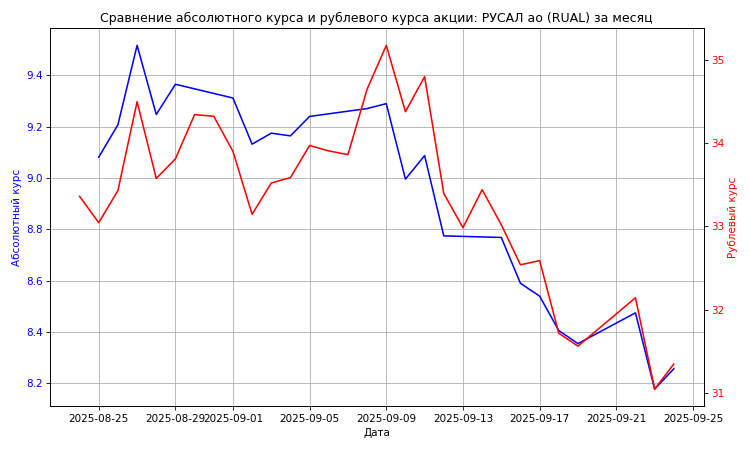 Сравнение абсолютного курса и рублевого курса акции: РУСАЛ ао (RUAL) за месяц
9.4
9.2
9.0
8.8
8.6
8.4
8.2
Абсолютный курс
35
34
33
32
31
Рублевый курс
2025-08-25 2025-08-29 2025-09-01 2025-09-05 2025-09-09 2025-09-13 2025-09-17 2025-09-21 2025-09-25
Дата